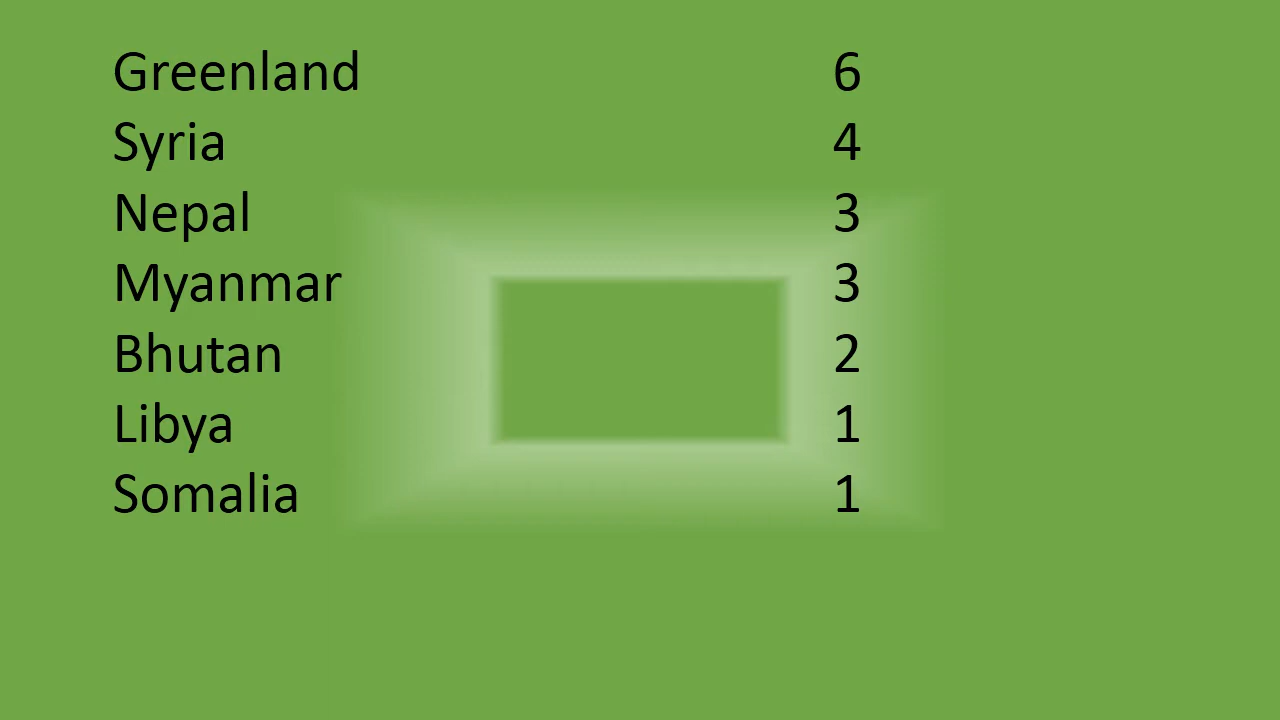 Greenland 6
Syria 4
Nepal 3
Myanmar 3
Bhutan 2
Libya 1
Somalia 1